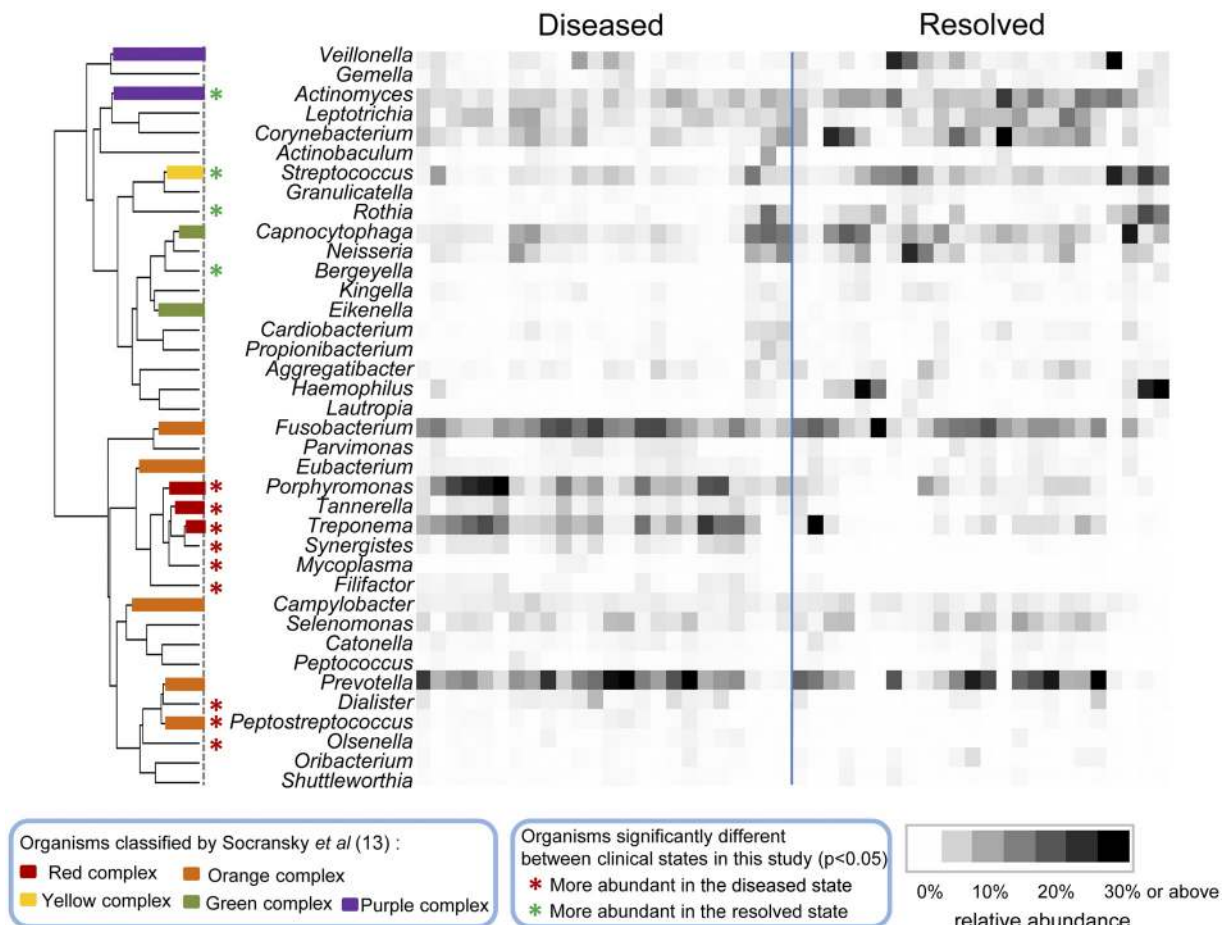 Diseased
Resolved
Veillonella
Gemella
* Actinomyces
Leptotrichia
Corynebacterium
Actinobaculum
* Streptococcus
Granulicatella
* Rothia
Capnocytophaga
Neisseria
* Bergeyella
Kingella
Eikenella
Cardiobacterium
Propionibacterium
Aggregatibacter
Haemophilus
Lautropia
Fusobacterium
Parvimonas
Eubacterium
* Porphyromonas
* Tannerella
* Treponema
* Synergistes
* Mycoplasma
* Filifactor
Campylobacter
Selenomonas
Catonella
Peptococcus
Prevotella
* Dialister
* Peptostreptococcus
* Olsenella
Oribacterium
Shuttleworthia
Organisms classified by Socransky et al (13) :
Red complex
Orange complex
Yellow complex
Green complex
Purple complex
Organisms significantly different
between clinical states in this study (p<0.05)
* More abundant in the diseased state
* More abundant in the resolved state
0% 10% 20% 30% or above
relative abundance